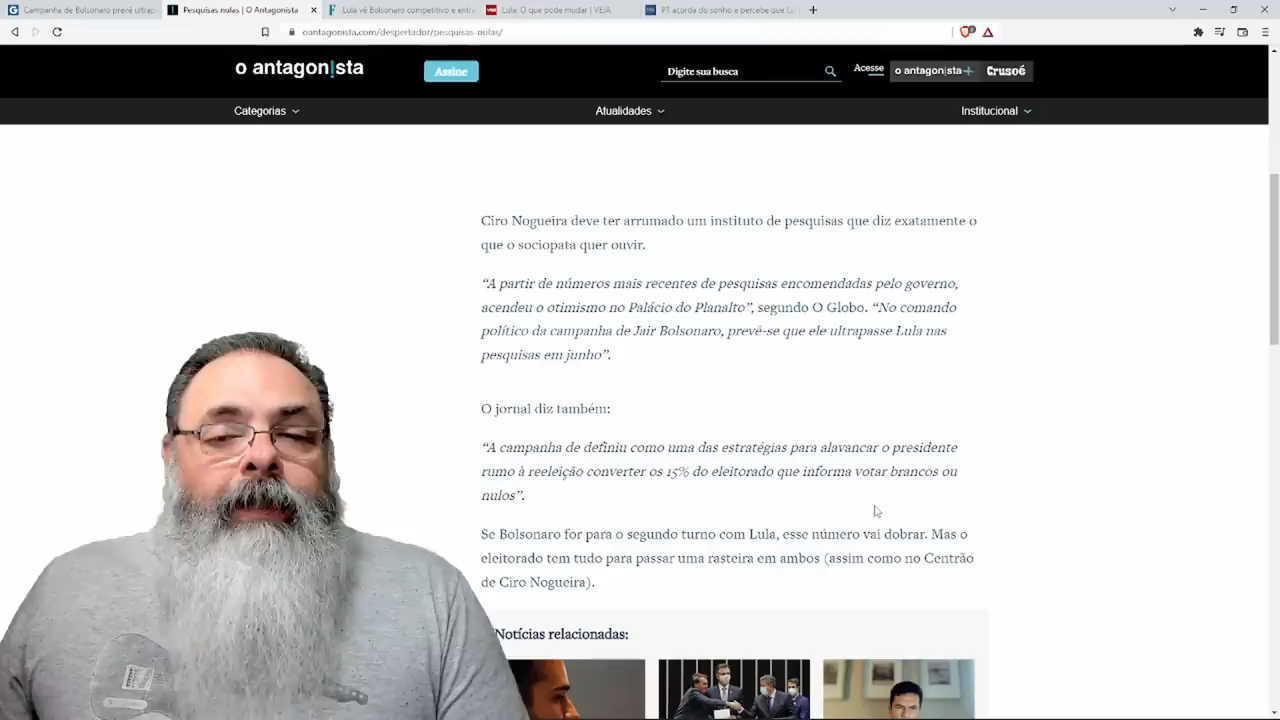 Campanha de Bolsonaro prevê ultrap
Pesquisas nulas | O Antagonista
Lula vê Bolsonaro competitivo e entra
Lula: O que pode mudar | VEJA
PT acorda do sonho e percebe que Lu
oantagonista.com/despertador/pesquisas-nulas/
o antagon!sta
Assine
Digite sua busca
Acesse
o antagon|sta+
Crusoé
Categorias
Atualidades
Institucional
Ciro Nogueira deve ter arrumado um instituto de pesquisas que diz exatamente o
que o sociopata quer ouvir.
“A partir de números mais recentes de pesquisas encomendadas pelo governo,
acendeu o otimismo no Palácio do Planalto”, segundo O Globo. “No comando
político da campanha de Jair Bolsonaro, prevê-se que ele ultrapasse Lula nas
pesquisas em junho”.
O jornal diz também:
“A campanha de definiu como uma das estratégias para alavancar o presidente
rumo à reeleição converter os 15% do eleitorado que informa votar brancos ou
nulos”.
Se Bolsonaro for para o segundo turno com Lula, esse número vai dobrar. Mas o
eleitorado tem tudo para passar uma rasteira em ambos (assim como no Centrão
de Ciro Nogueira).
Notícias relacionadas: